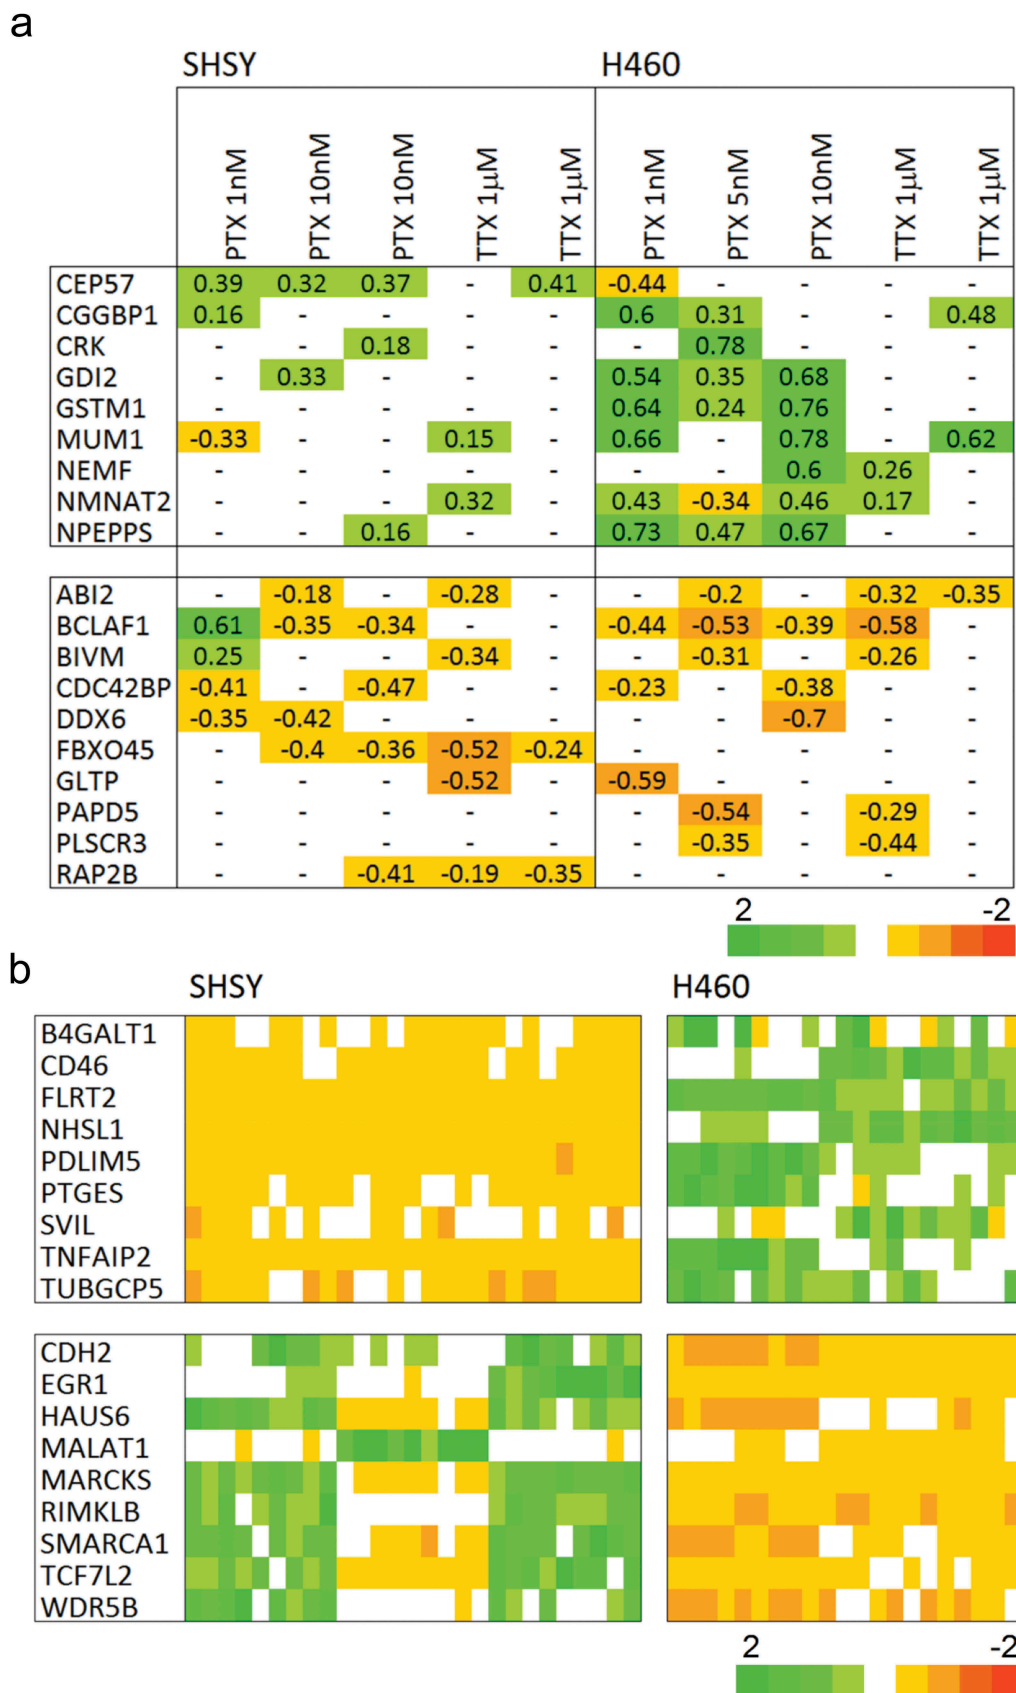 a
SHSY H460
PTX 1nM PTX 10nM PTX 10nM TTX 1µM TTX 1µM PTX 1nM PTX 5nM PTX 10nM TTX 1µM TTX 1µM
CEP57 0.39 0.32 0.37 - 0.41 -0.44 - - - -
CGGBP1 0.16 - - - - 0.6 0.31 - - 0.48
CRK - - 0.18 - - - 0.78 - - -
GDI2 - 0.33 - - - 0.54 0.35 0.68 - -
GSTM1 - - - - - 0.64 0.24 0.76 - -
MUM1 -0.33 - - 0.15 - 0.66 - 0.78 - 0.62
NEMF - - - - - - - 0.6 0.26 -
NMNAT2 - - - 0.32 - 0.43 -0.34 0.46 0.17 -
NPEPPS - - 0.16 - - 0.73 0.47 0.67 - -
ABI2 - -0.18 - -0.28 - - -0.2 - -0.32 -0.35
BCLAF1 0.61 -0.35 -0.34 - - -0.44 -0.53 -0.39 -0.58 -
BIVM 0.25 - - -0.34 - - -0.31 - -0.26 -
CDC42BP -0.41 - -0.47 - - -0.23 - -0.38 - -
DDX6 -0.35 -0.42 - - - - - -0.7 - -
FBXO45 - -0.4 -0.36 -0.52 -0.24 - - - - -
GLTP - - - -0.52 - -0.59 - - - -
PAPD5 - - - - - - -0.54 - -0.29 -
PLSCR3 - - - - - - -0.35 - -0.44 -
RAP2B - - -0.41 -0.19 -0.35 - - - - -
2 -2
b
SHSY H460
B4GALT1
CD46
FLRT2
NHSL1
PDLIM5
PTGES
SVIL
TNFAIP2
TUBGCP5
CDH2
EGR1
HAUS6
MALAT1
MARCKS
RIMKLB
SMARCA1
TCF7L2
WDR5B
2 -2